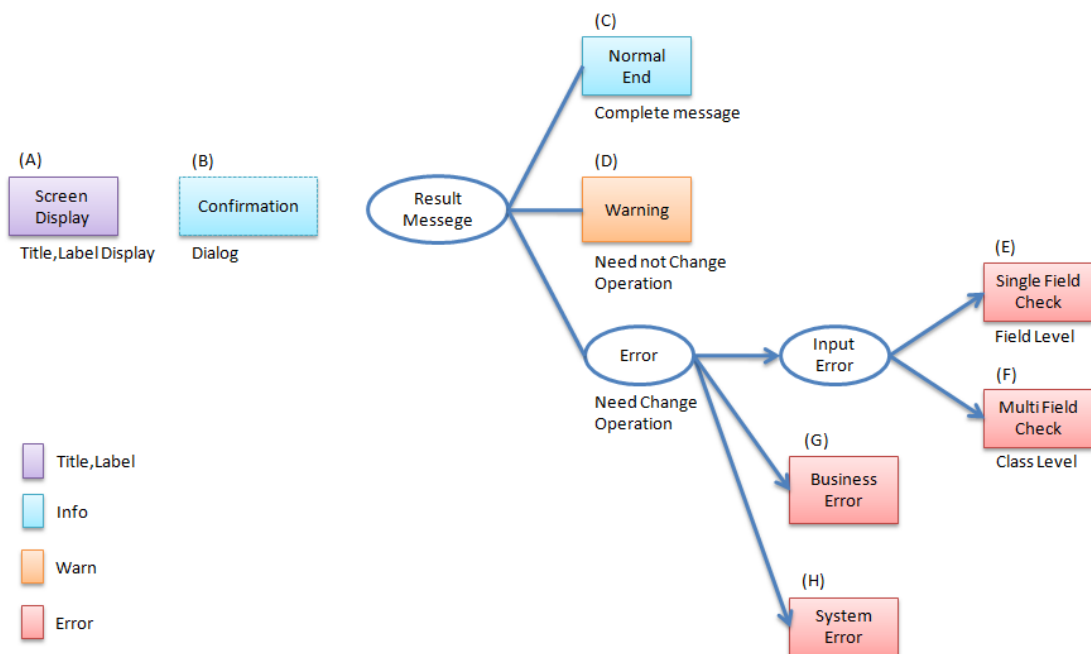 (C)
Normal
End
Complete message
(A)
Screen
Display
Title,Label Display
(B)
Confirmation
Dialog
Result
Messege
(D)
Warning
Need not Change
Operation
Error
Need Change
Operation
Input
Error
(E)
Single Field
Check
Field Level
(F)
Multi Field
Check
Class Level
(G)
Business
Error
(H)
System
Error
Title,Label
Info
Warn
Error